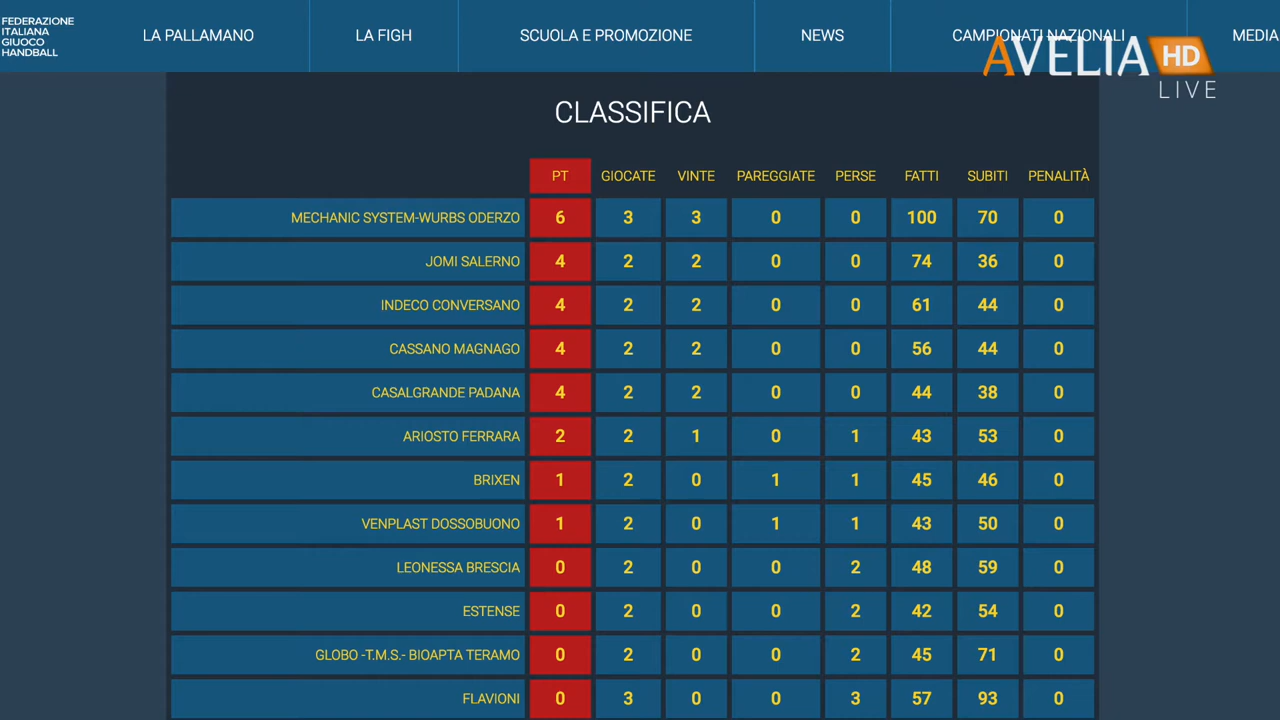 FEDERAZIONE
ITALIANA
GIUOCO
HANDBALL
LA PALLAMANO LA FIGH SCUOLA E PROMOZIONE NEWS CAMPIONATI NAZIONALI MEDIA
AVELIA HD
LIVE
CLASSIFICA
PT GIOCATE VINTE PAREGGIATE PERSE FATTI SUBITI PENALITÀ
MECHANIC SYSTEM-WURBS ODERZO 6 3 3 0 0 100 70 0
JOMI SALERNO 4 2 2 0 0 74 36 0
INDECO CONVERSANO 4 2 2 0 0 61 44 0
CASSANO MAGNAGO 4 2 2 0 0 56 44 0
CASALGRANDE PADANA 4 2 2 0 0 44 38 0
ARIOSTO FERRARA 2 2 1 0 1 43 53 0
BRIXEN 1 2 0 1 1 45 46 0
VENPLAST DOSSOBUONO 1 2 0 1 1 43 50 0
LEONESSA BRESCIA 0 2 0 0 2 48 59 0
ESTENSE 0 2 0 0 2 42 54 0
GLOBO -T.M.S.- BIOAPTA TERAMO 0 2 0 0 2 45 71 0
FLAVIONI 0 3 0 0 3 57 93 0